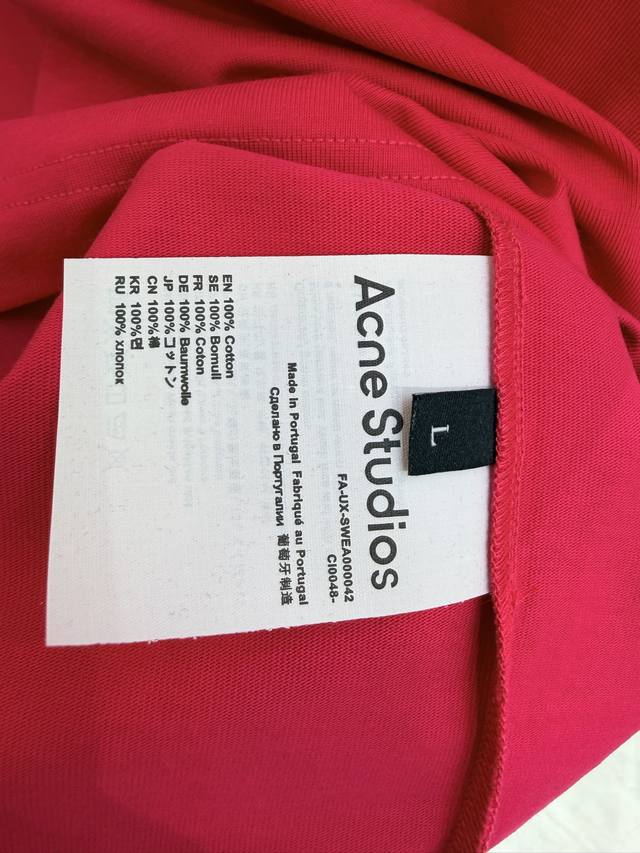 Acne Studios
L
FA-UX-SWEA000042
CI0048-
Made in Portugal Fabriqué au Portugal
Сделано в Португалии 葡萄牙制造
EN 100% Cotton
SE 100% Bomull
FR 100% Coton
DE 100% Baumwolle
JP 100%コットン
CN 100%棉
KR 100%면
RU 100% хлопок